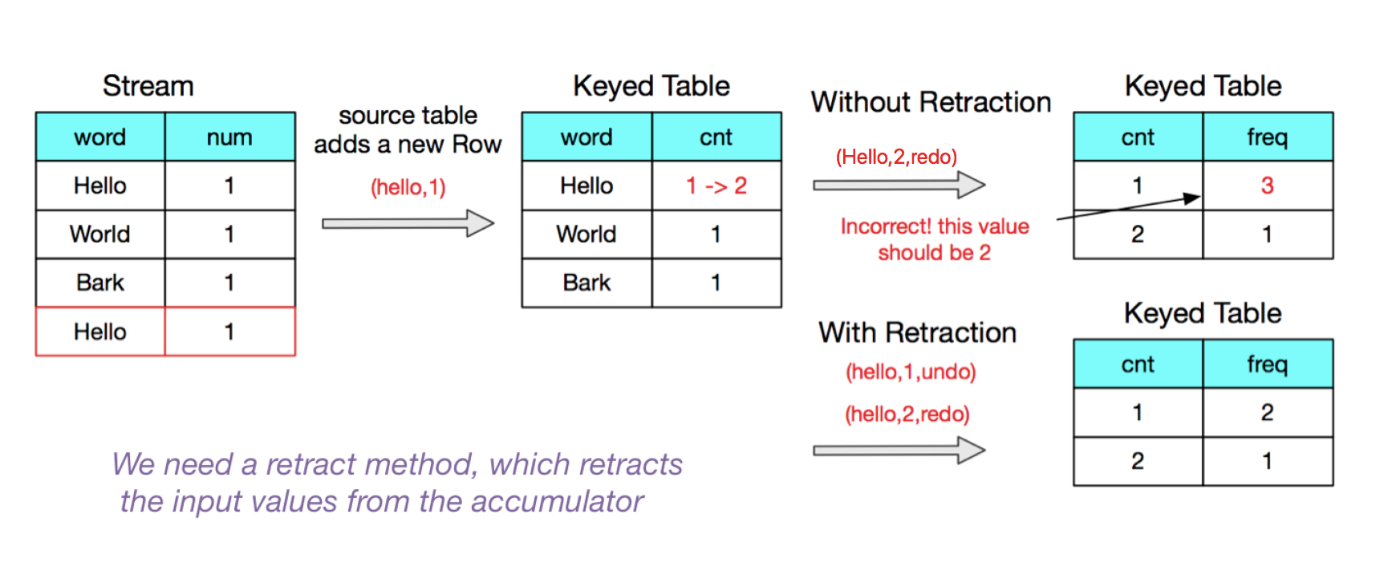 Stream
word num
Hello 1
World 1
Bark 1
Hello 1
source table
adds a new Row
(hello,1)
Keyed Table
word cnt
Hello 1 -> 2
World 1
Bark 1
Without Retraction
(Hello,2,redo)
Incorrect! this value
should be 2
Keyed Table
cnt freq
1 3
2 1
With Retraction
(hello,1,undo)
(hello,2,redo)
Keyed Table
cnt freq
1 2
2 1
We need a retract method, which retracts
the input values from the accumulator